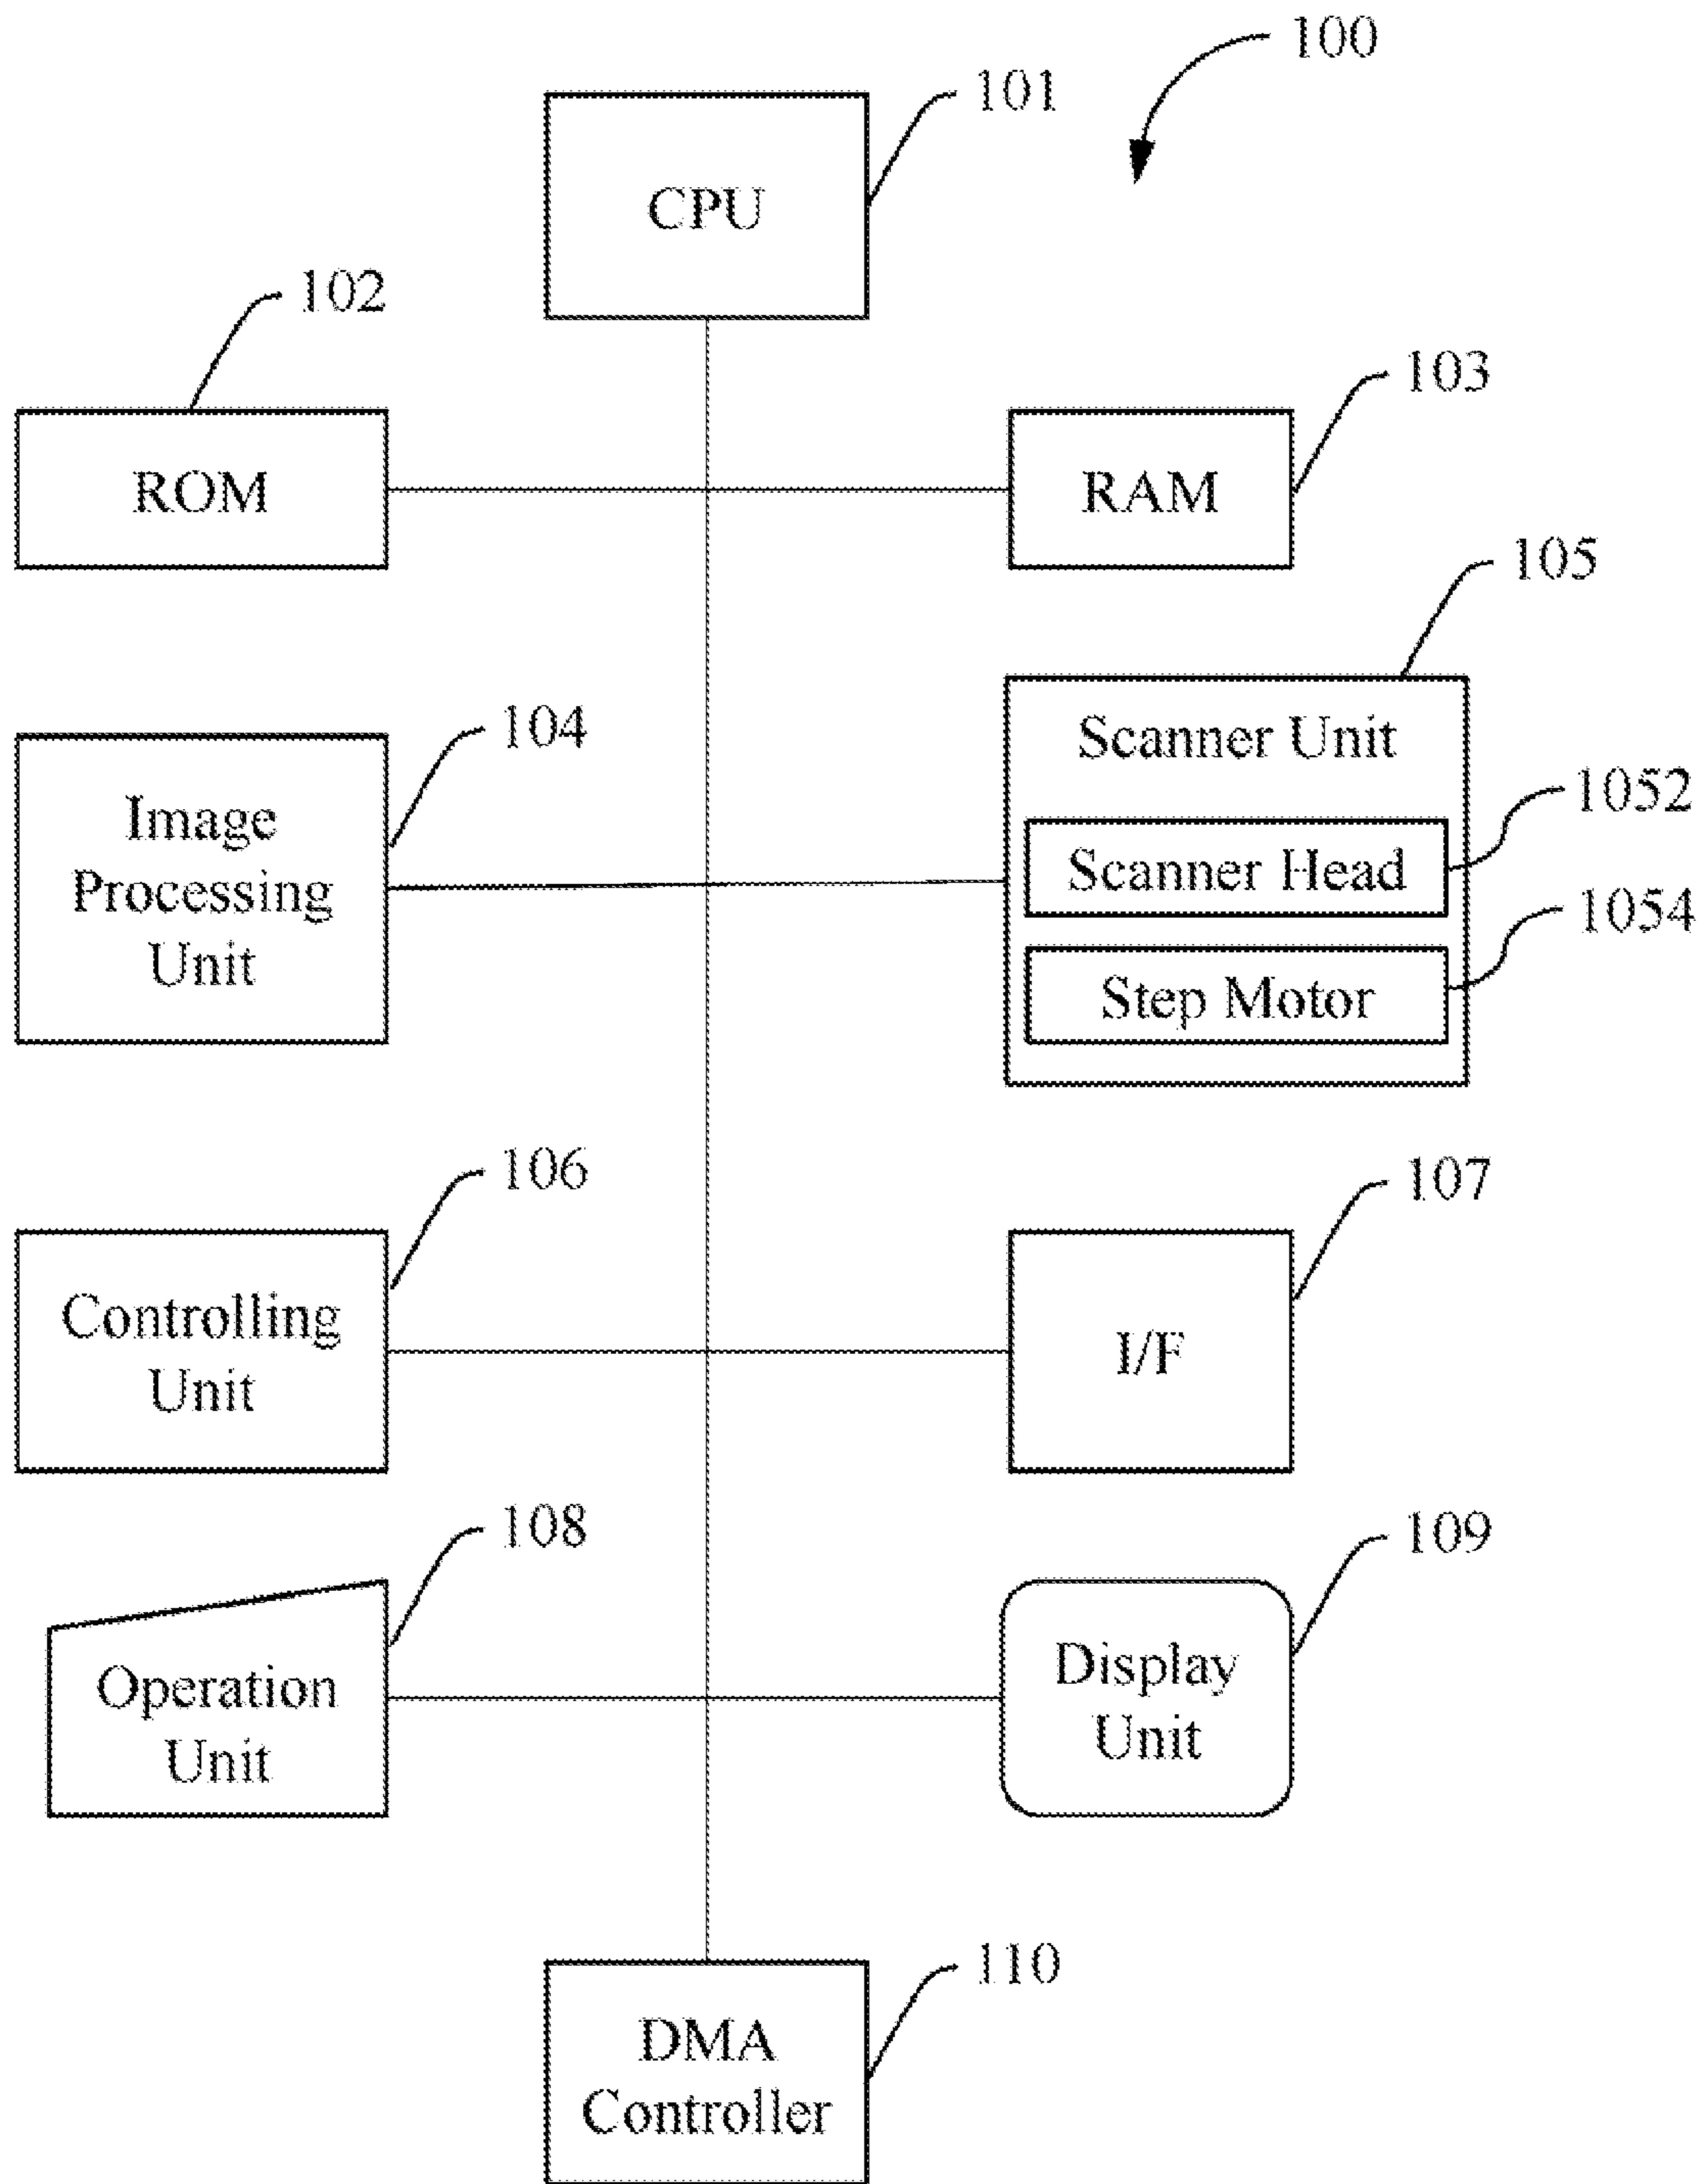 100
101
CPU
102
103
ROM
RAM
105
104
Scanner Unit
Image
Processing
Unit
1052
Scanner Head
1054
Step Motor
106
107
Controlling
Unit
I/F
108
109
Operation
Unit
Display
Unit
110
DMA
Controller